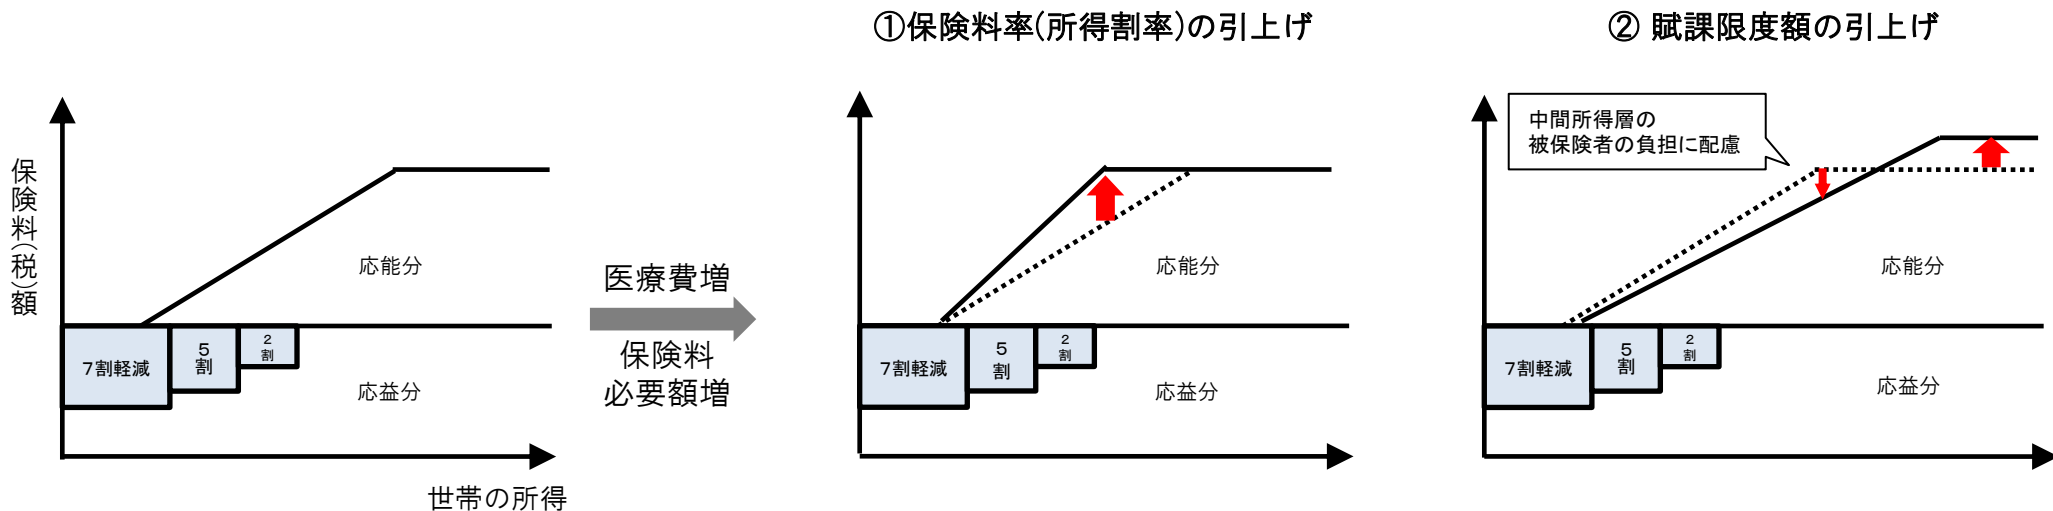 ①保険料率(所得割率)の引上げ
② 賦課限度額の引上げ
保険料(税)額
応能分
7割軽減
5
割
2
割
応益分
世帯の所得
医療費増
保険料
必要額増
応能分
7割軽減
5
割
2
割
応益分
中間所得層の
被保険者の負担に配慮
応能分
7割軽減
5
割
2
割
応益分